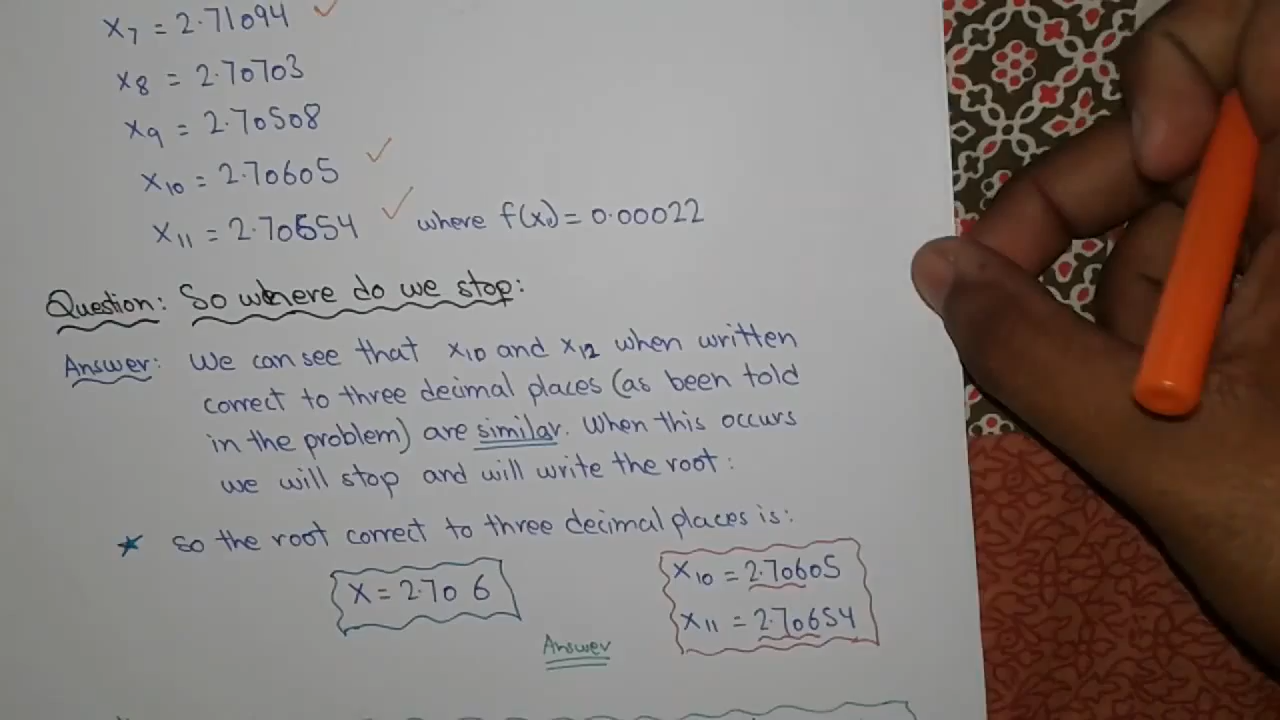 x7 = 2.71094 ✓
x8 = 2.70703
x9 = 2.70508
x10 = 2.70605 ✓
x11 = 2.70654 ✓ where f(x11) = 0.00022
Question: So where do we stop:
Answer: We can see that x10 and x12 when written
correct to three decimal places (as been told
in the problem) are similar. When this occurs
we will stop and will write the root:
* So the root correct to three decimal places is:
x = 2.706
x10 = 2.70605
x11 = 2.70654
Answer